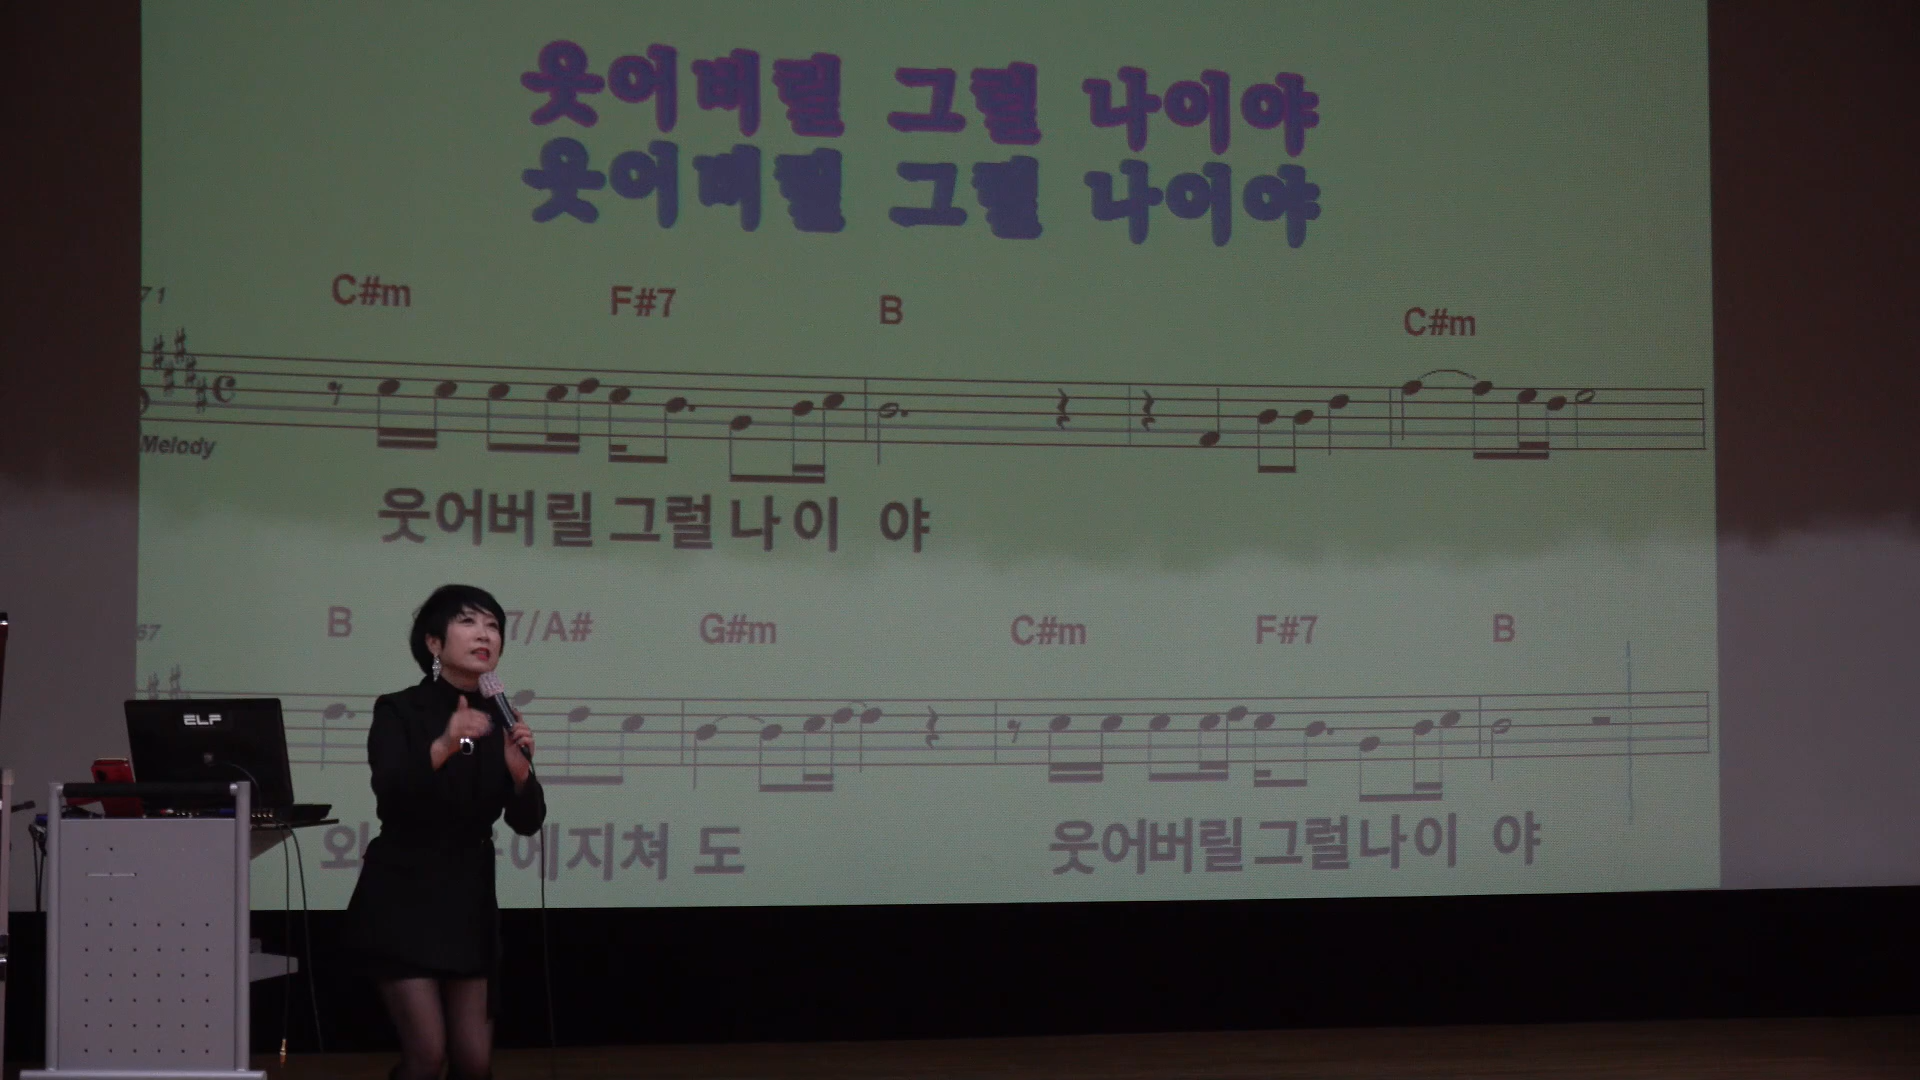 웃어버릴 그럴 나이야
웃어버릴 그럴 나이야
71 C#m F#7 B C#m
Melody
웃어버릴그럴나이 야
67 B 7/A# G#m C#m F#7 B
에지쳐 도 웃어버릴그럴나이 야
ELF